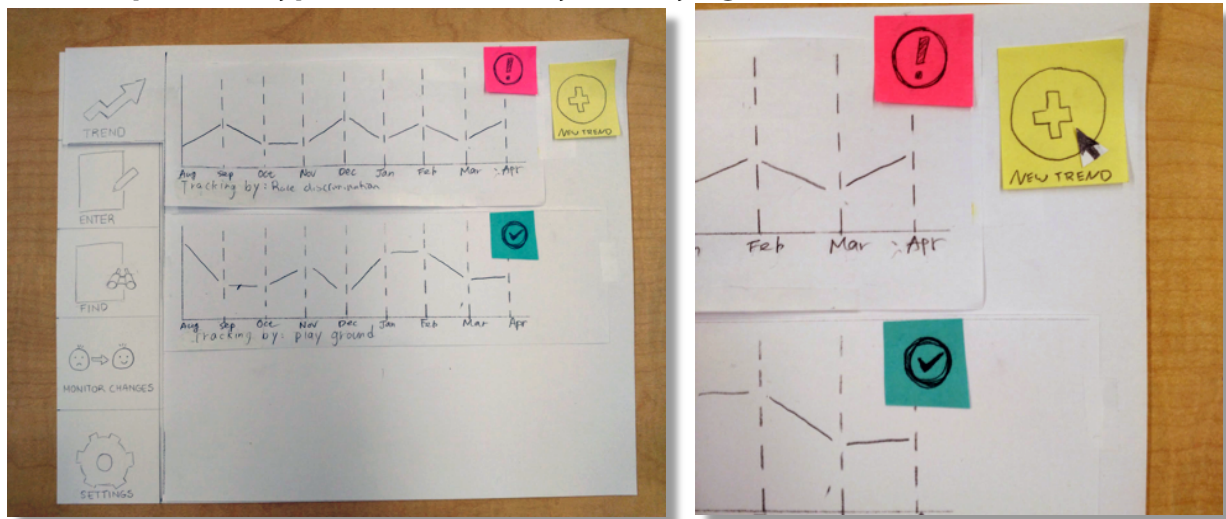 TREND
ENTER
FIND
MONITOR CHANGES
SETTINGS
!
NEW TREND
Aug Sep Oct Nov Dec Jan Feb Mar Apr
Tracking by: discrimination
Aug Sep Oct Nov Dec Jan Feb Mar Apr
Tracking by: play ground
!
NEW TREND
Feb Mar Apr